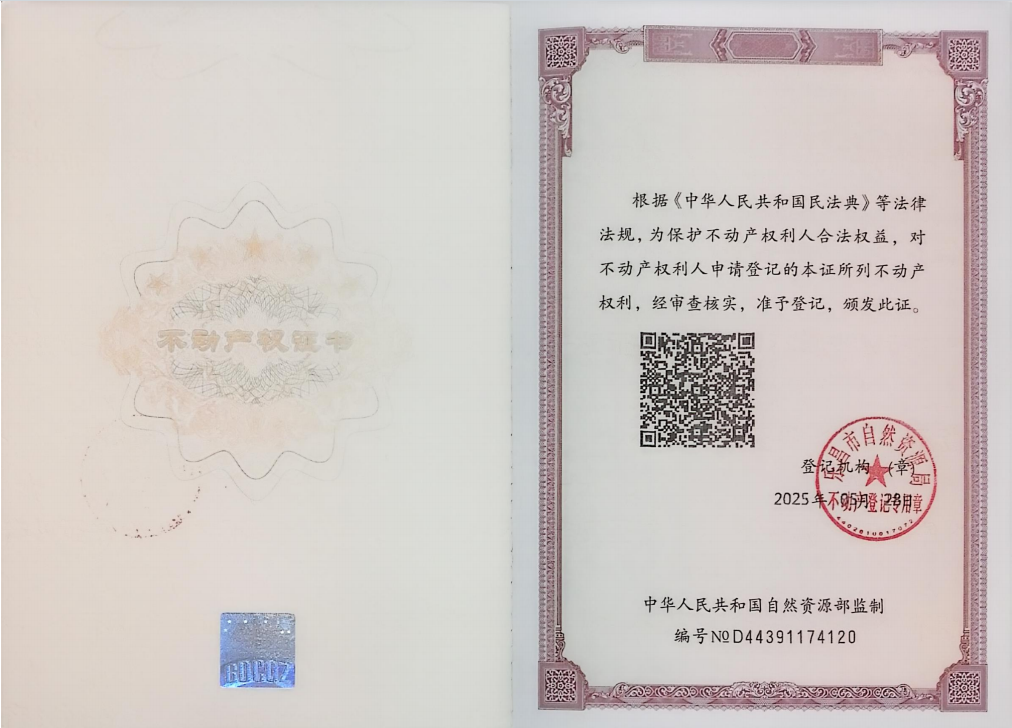 不动产权证书
根据《中华人民共和国民法典》等法律
法规，为保护不动产权利人合法权益，对
不动产权利人申请登记的本证所列不动产
权利，经审查核实，准予登记，颁发此证。
登记机构（章）
2025年 05月 28日
乐昌市自然资源局
不动产登记专用章
中华人民共和国自然资源部监制
编号№D44391174120